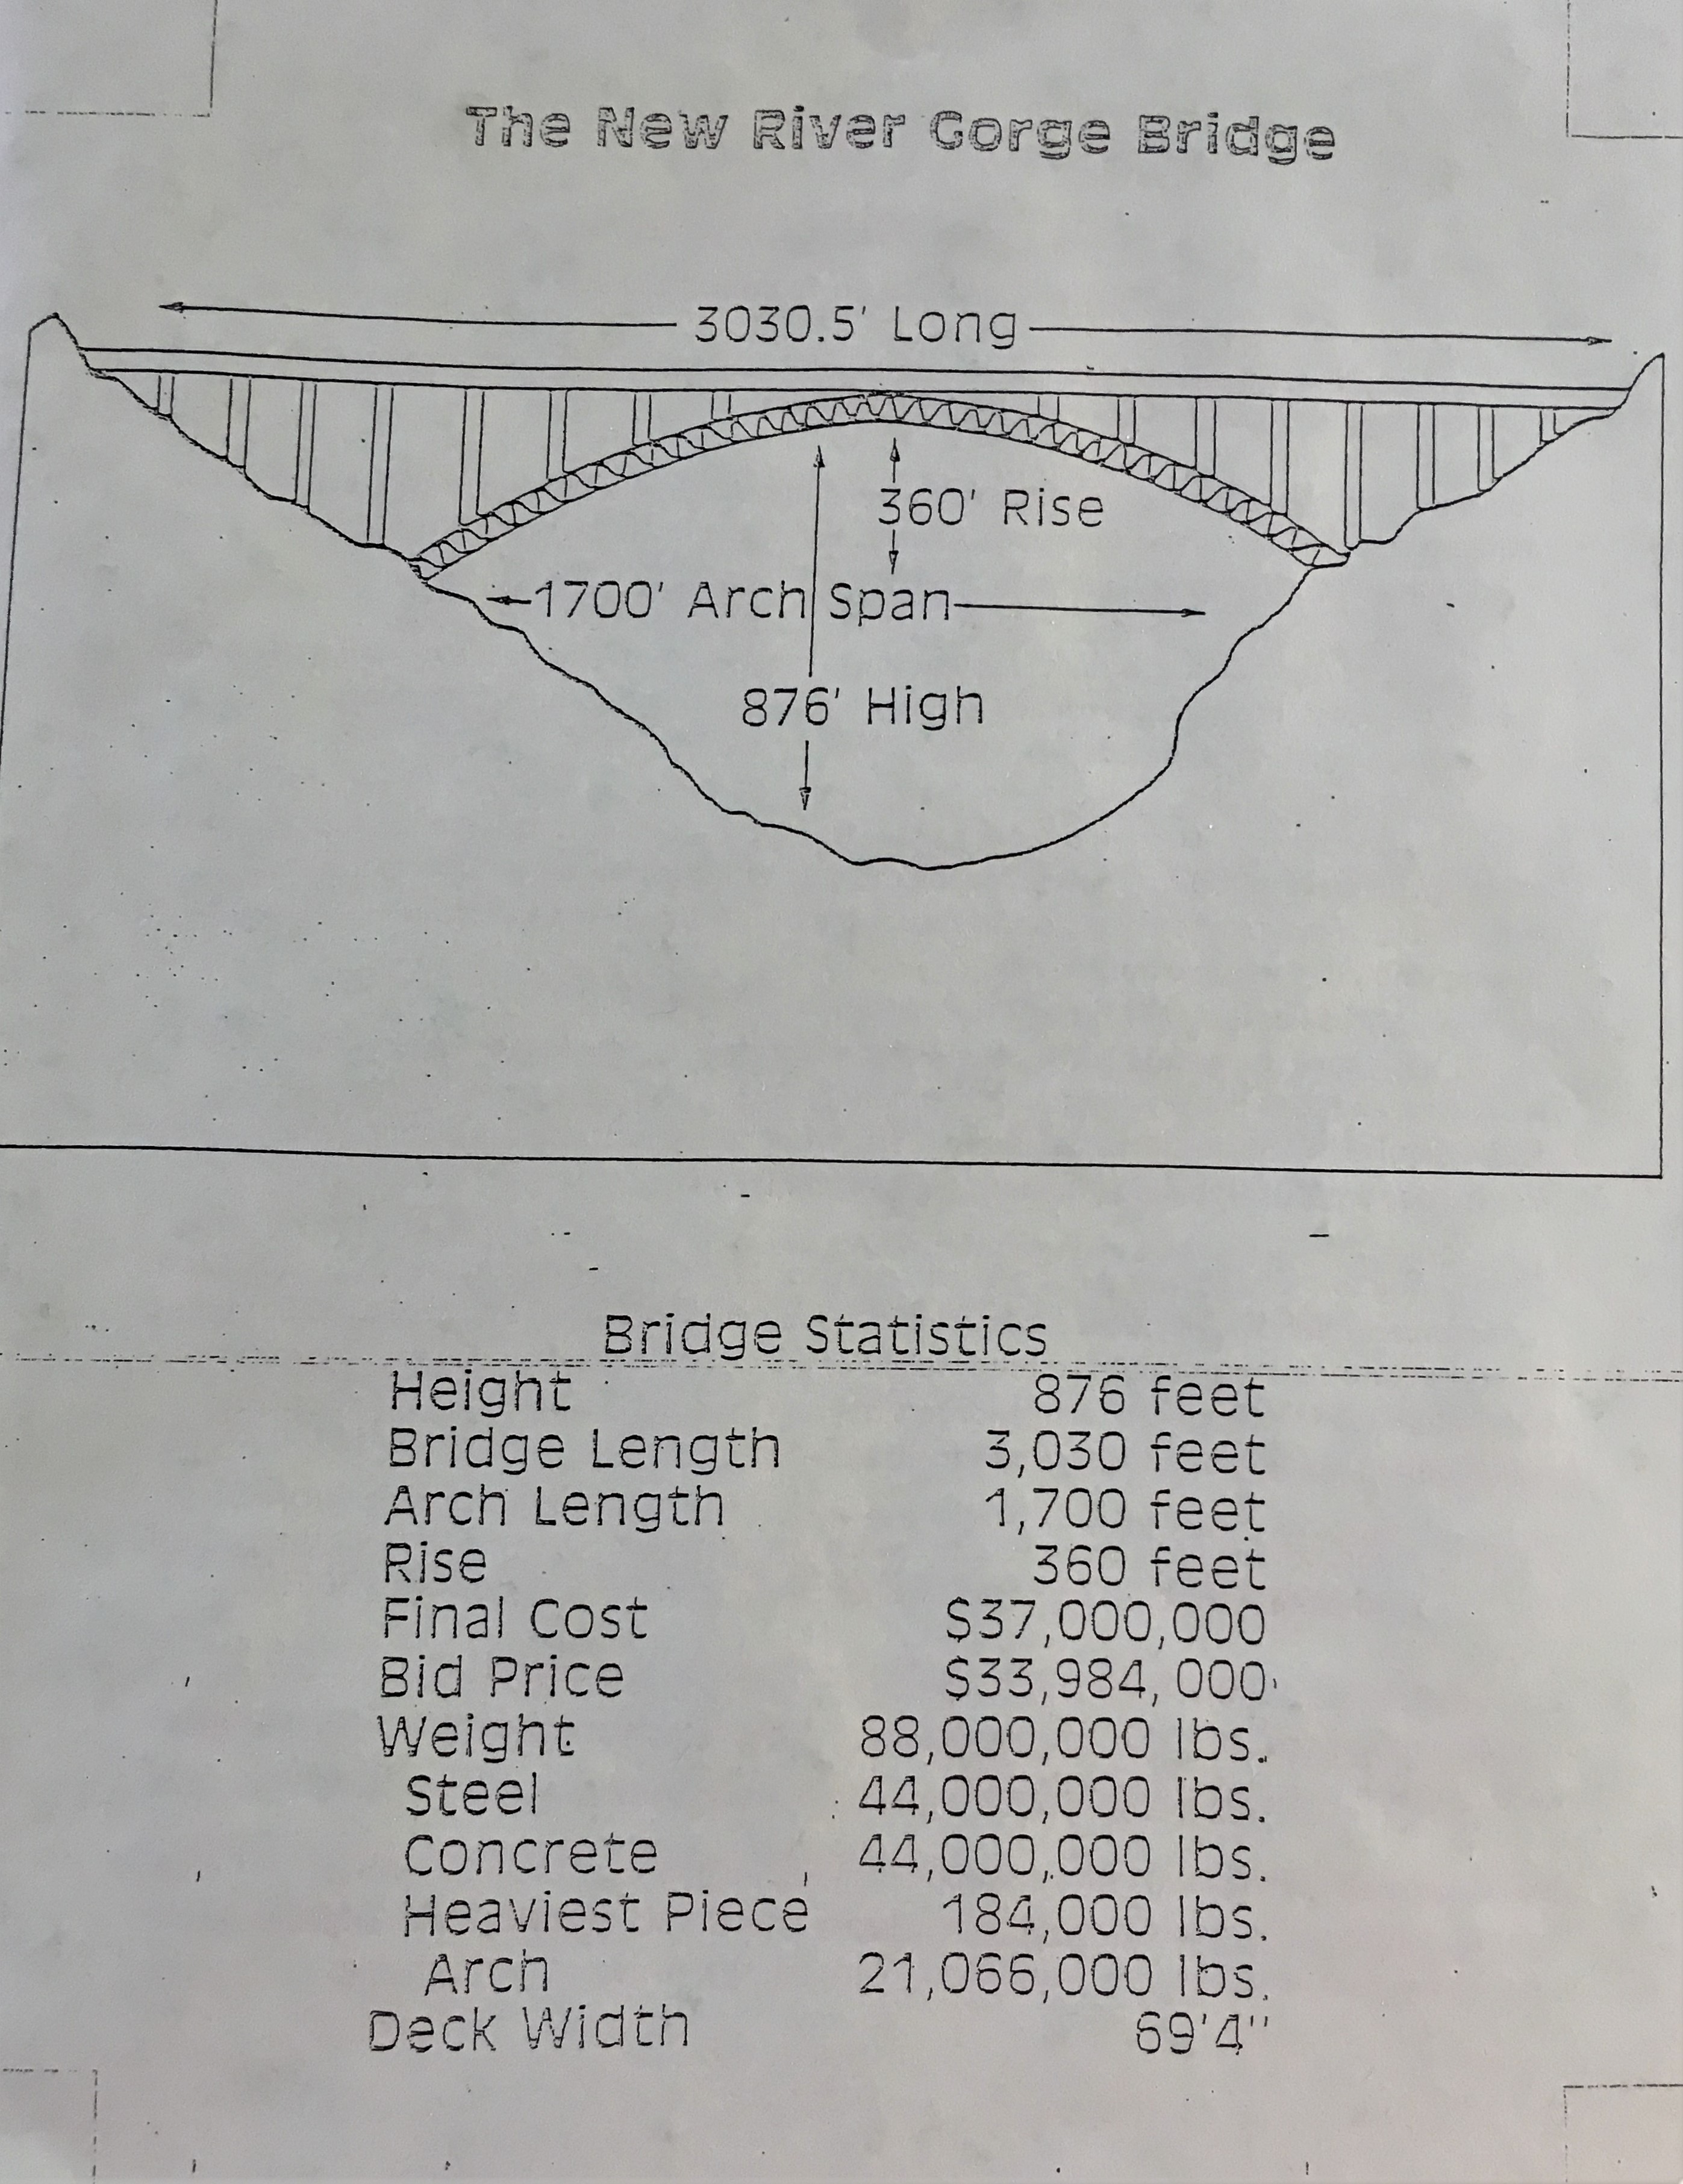 The New River Gorge Bridge
3030.5' Long
360' Rise
1700' Arch Span
876' High
Bridge Statistics
Height 876 feet
Bridge Length 3,030 feet
Arch Length 1,700 feet
Rise 360 feet
Final Cost $37,000,000
Bid Price $33,984,000
Weight 88,000,000 lbs.
Steel 44,000,000 lbs.
Concrete 44,000,000 lbs.
Heaviest Piece 184,000 lbs.
Arch 21,066,000 lbs.
Deck Width 69'4''